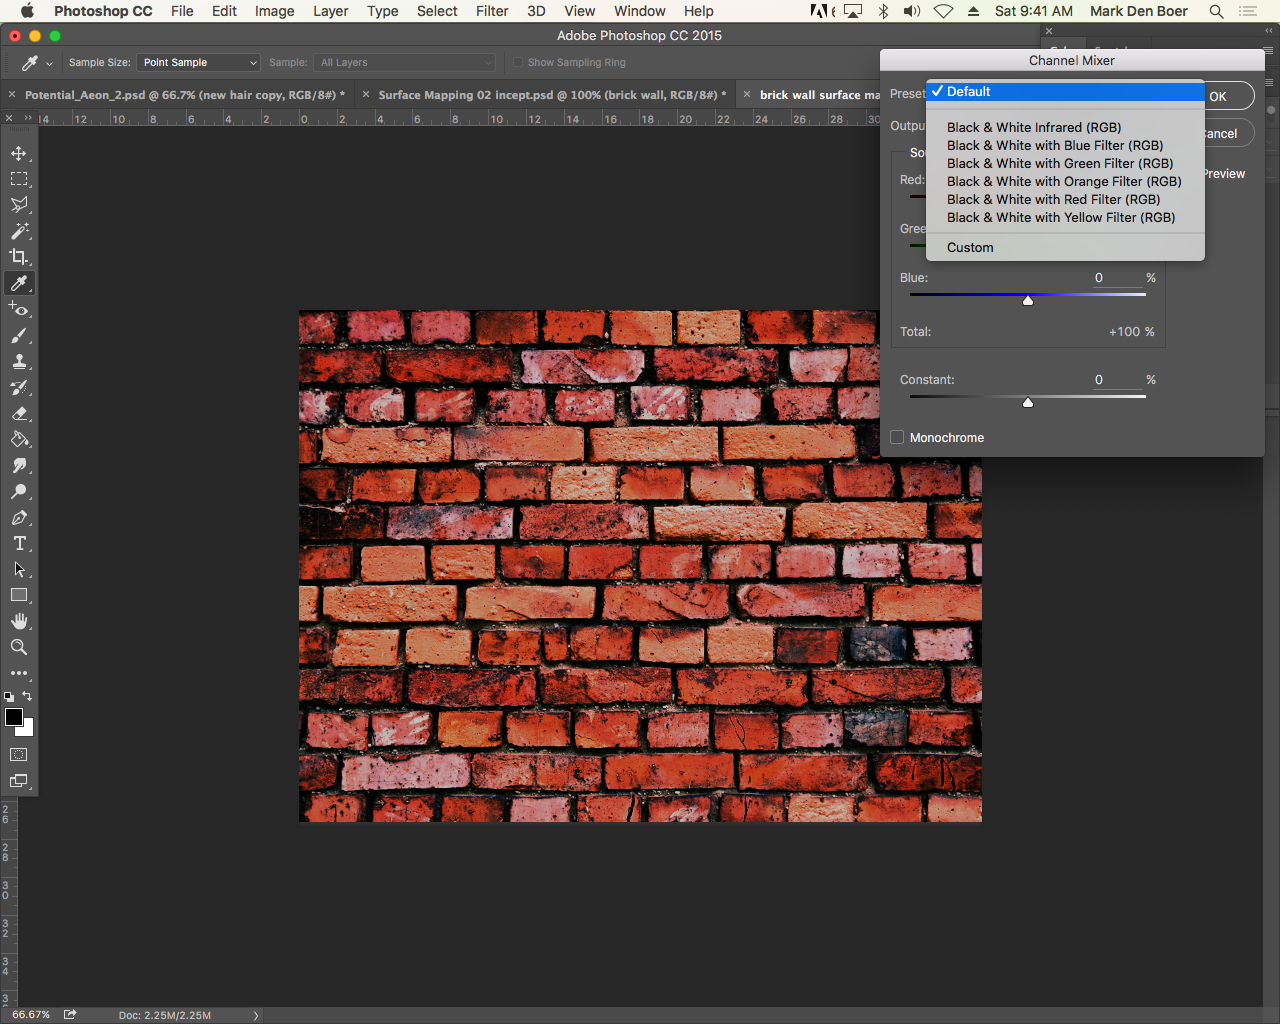 Photoshop CC File Edit Image Layer Type Select Filter 3D View Window Help 6 Sat 9:41 AM Mark Den Boer
Adobe Photoshop CC 2015
Sample Size: Point Sample Sample: All Layers Show Sampling Ring
Channel Mixer
Potential_Aeon_2.psd @ 66.7% (new hair copy, RGB/8#) * Surface Mapping 02 incept.psd @ 100% (brick wall, RGB/8#) * brick wall surface ma
Preset Default OK
14 12 10 8 6 4 2 0 2 4 6 8 10 12 14 16 18 20 22 24 26 28 30
Outpu Black & White Infrared (RGB) ancel
Black & White with Blue Filter (RGB)
Sou Black & White with Green Filter (RGB)
Red: Black & White with Orange Filter (RGB) Preview
Black & White with Red Filter (RGB)
Black & White with Yellow Filter (RGB)
Gree
Custom
Blue: 0 %
Total: +100 %
Constant: 0 %
Monochrome
26
28
30
32
34
66.67% Doc: 2.25M/2.25M